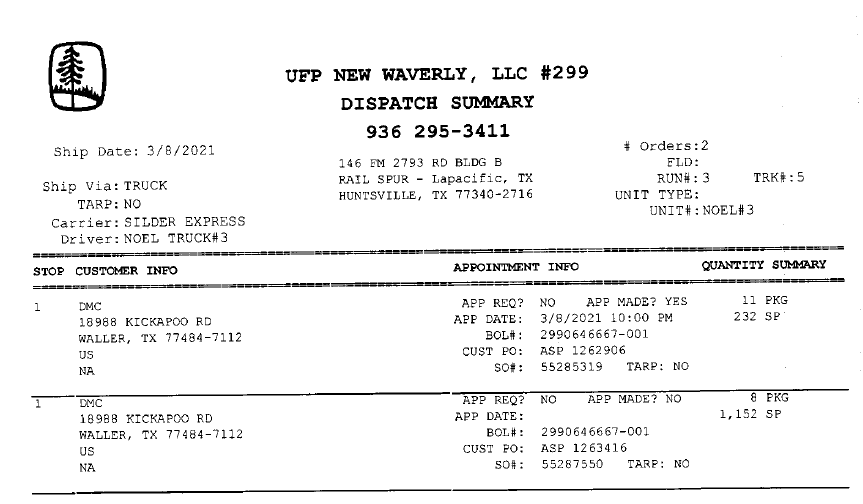 UFP NEW WAVERLY, LLC #299
DISPATCH SUMMARY
936 295-3411
Ship Date: 3/8/2021
# Orders:2
146 FM 2793 RD BLDG B
FLD:
RAIL SPUR - Lapacific, TX
RUN#: 3 TRK#: 5
Ship Via: TRUCK
HUNTSVILLE, TX 77340-2716
UNIT TYPE:
TARP: NO
UNIT#: NOEL#3
Carrier: SILDER EXPRESS
Driver: NOEL TRUCK#3
STOP CUSTOMER INFO APPOINTMENT INFO QUANTITY SUMMARY
1 DMC APP REQ? NO APP MADE? YES 11 PKG
18988 KICKAPOO RD APP DATE: 3/8/2021 10:00 PM 232 SP
WALLER, TX 77484-7112 BOL#: 2990646667-001
US CUST PO: ASP 1262906
NA SO#: 55285319 TARP: NO
1 DMC APP REQ? NO APP MADE? NO 8 PKG
18988 KICKAPOO RD APP DATE: 1,152 SP
WALLER, TX 77484-7112 BOL#: 2990646667-001
US CUST PO: ASP 1263416
NA SO#: 55287550 TARP: NO